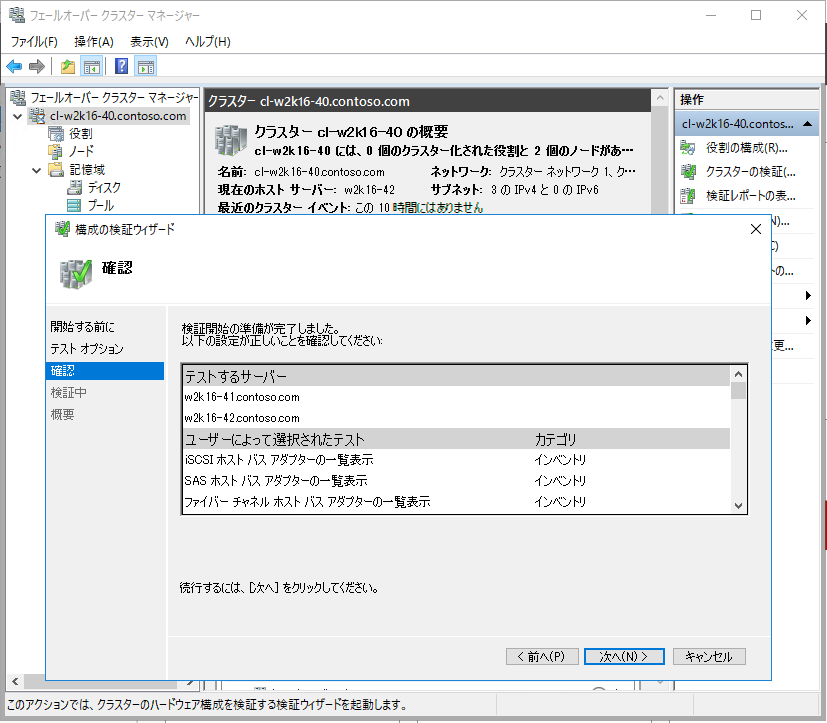 フェールオーバー クラスター マネージャー
ファイル(F) 操作(A) 表示(V) ヘルプ(H)
フェールオーバー クラスター マネージャー
cl-w2k16-40.contoso.com
役割
ノード
記憶域
ディスク
プール
クラスター cl-w2k16-40.contoso.com
クラスター cl-w2k16-40 の概要
cl-w2k16-40 には、0 個のクラスター化された役割と 2 個のノードがあ…
名前: cl-w2k16-40.contoso.com ネットワーク: クラスター ネットワーク 1、ク…
現在のホスト サーバー: w2k16-42 サブネット: 3 の IPv4 と 0 の IPv6
最近のクラスター イベント: この 10 時間にはありません
操作
cl-w2k16-40.contos...
役割の構成(R)...
クラスターの検証(...
検証レポートの表...
N)...
の...
更...
構成の検証ウィザード
確認
開始する前に
テスト オプション
確認
検証中
概要
検証開始の準備が完了しました。
以下の設定が正しいことを確認してください:
テストするサーバー
w2k16-41.contoso.com
w2k16-42.contoso.com
ユーザーによって選択されたテスト カテゴリ
iSCSI ホスト バス アダプターの一覧表示 インベントリ
SAS ホスト バス アダプターの一覧表示 インベントリ
ファイバー チャネル ホスト バス アダプターの一覧表示 インベントリ
続行するには、[次へ] をクリックしてください。
< 前へ(P) 次へ(N) > キャンセル
このアクションでは、クラスターのハードウェア構成を検証する検証ウィザードを起動します。